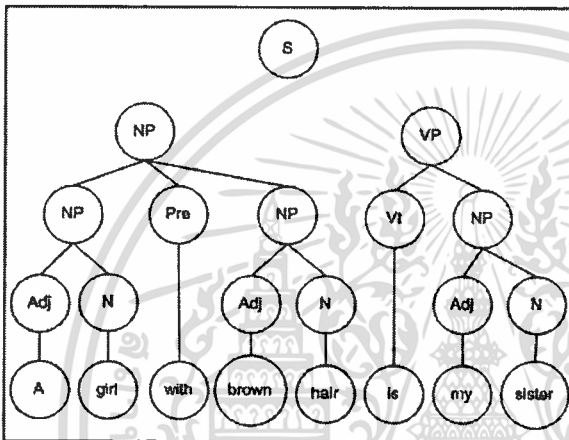 S
NP VP
NP Pre NP Vt NP
Adj N Adj N Adj N
A girl with brown hair is my sister